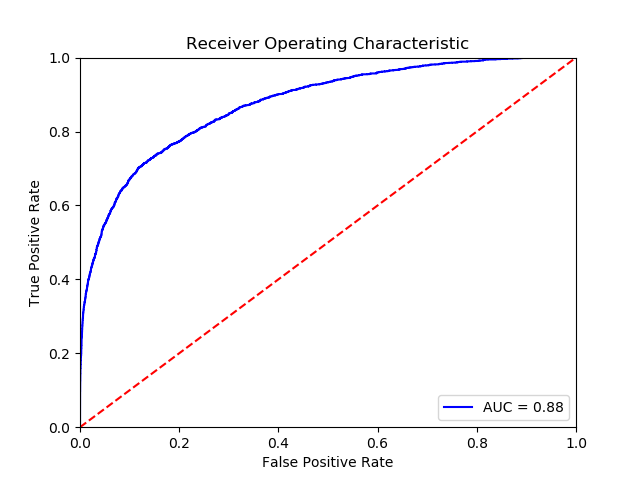 Receiver Operating Characteristic
1.0
0.8
0.6
0.4
0.2
0.0
True Positive Rate
AUC = 0.88
0.0 0.2 0.4 0.6 0.8 1.0
False Positive Rate